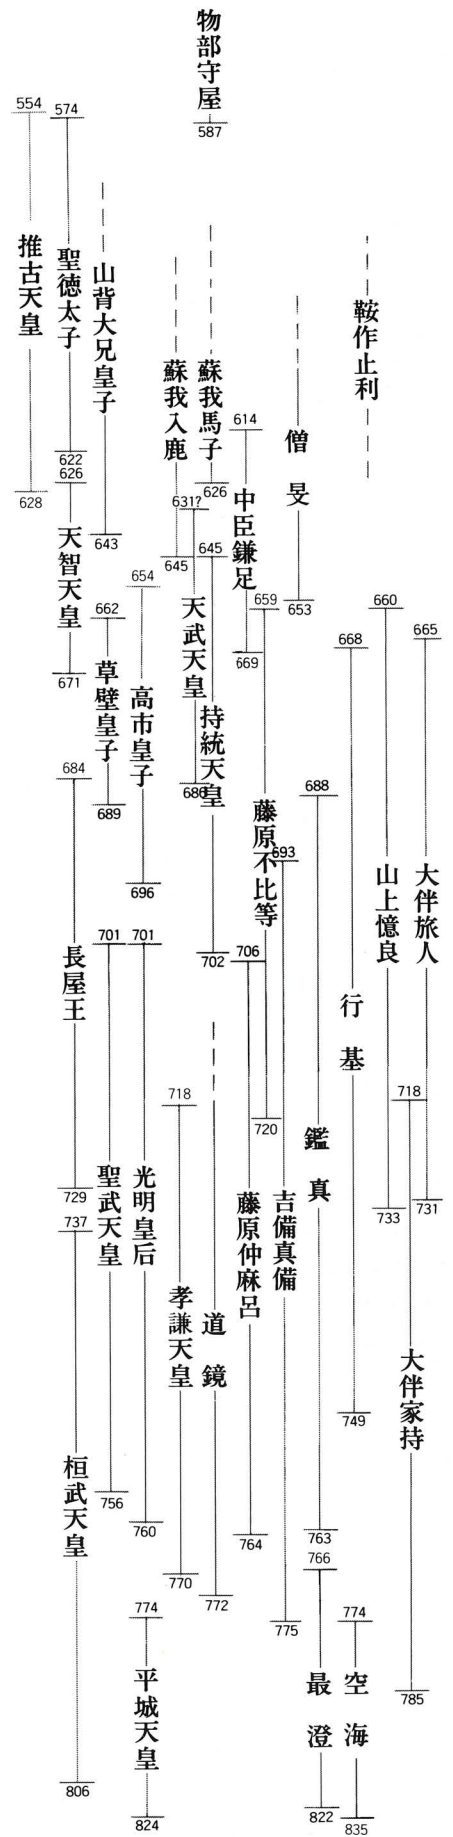 物部守屋
587
554
推古天皇
628
574
聖徳太子
622
山背大兄皇子
643
蘇我入鹿
645
蘇我馬子
626
614
中臣鎌足
669
僧旻
653
鞍作止利
626
天智天皇
671
631?
天武天皇
686
645
持統天皇
702
654
高市皇子
696
662
草壁皇子
689
659
藤原不比等
720
660
山上憶良
733
665
大伴旅人
731
668
行基
749
684
長屋王
729
688
鑑真
763
693
吉備真備
775
701
聖武天皇
756
701
光明皇后
760
706
藤原仲麻呂
764
道鏡
772
718
孝謙天皇
770
718
大伴家持
785
737
桓武天皇
806
766
最澄
822
774
平城天皇
824
774
空海
835